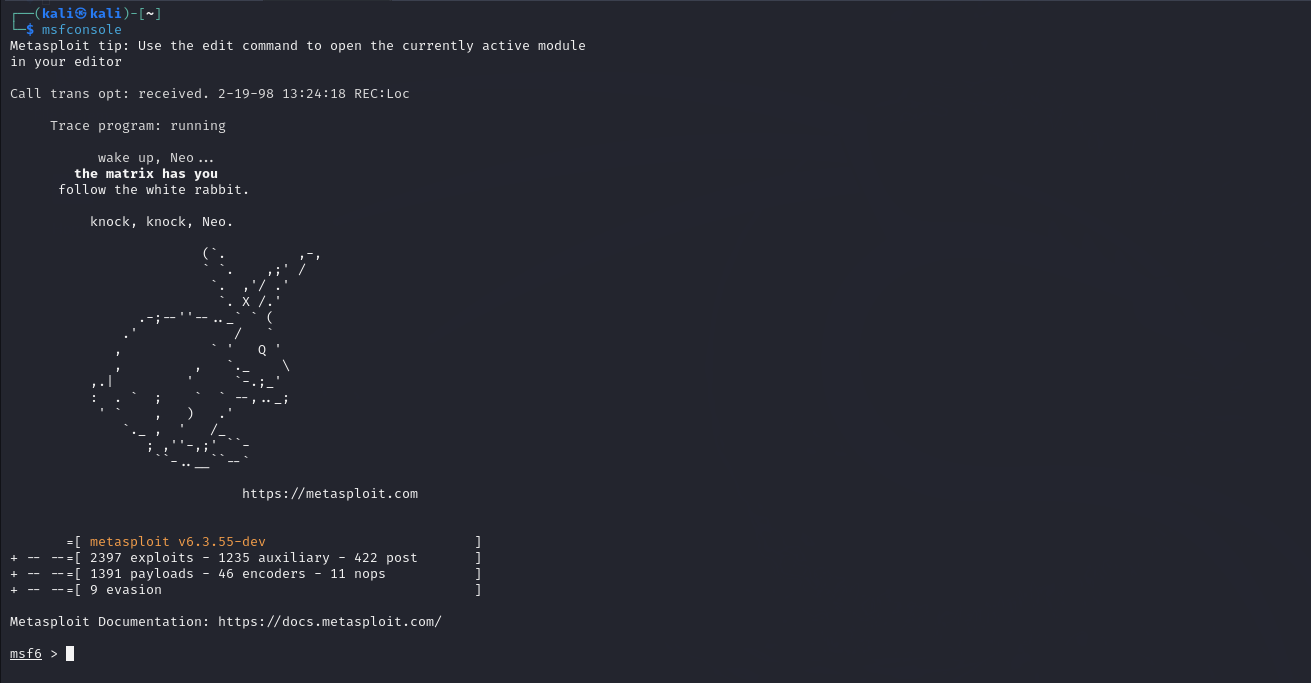 ┌──(kali㉿kali)-[~]
└─$ msfconsole
Metasploit tip: Use the edit command to open the currently active module
in your editor

Call trans opt: received. 2-19-98 13:24:18 REC:Loc

     Trace program: running

           wake up, Neo...
        the matrix has you
      follow the white rabbit.

          knock, knock, Neo.

                        (`.         ,-,
                        ` `.    ,;' /
                         `.  ,'/ .'
                          `. X /.'
                .-;--''--.._` ` (
              .'            /   `
             ,           ` '   Q '
             ,         ,   `._    \
          ,.|         '     `-.;_'
          :  . `  ;    `  ` --,.._;
           ' `    ,   )   .'
              `._ ,  '   /_
                 ; ,''-,;' ``-
                  ``-..__``--`

                             https://metasploit.com


       =[ metasploit v6.3.55-dev                          ]
+ -- --=[ 2397 exploits - 1235 auxiliary - 422 post       ]
+ -- --=[ 1391 payloads - 46 encoders - 11 nops           ]
+ -- --=[ 9 evasion                                       ]

Metasploit Documentation: https://docs.metasploit.com/

msf6 >